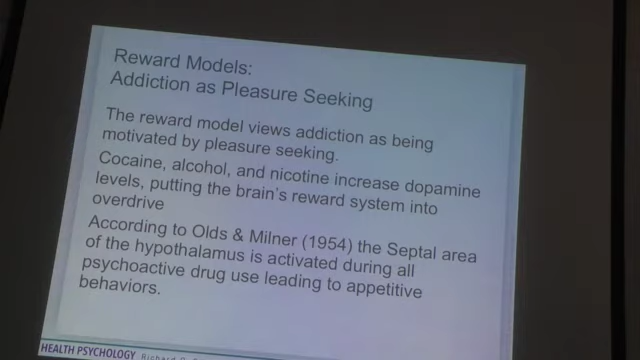 Reward Models:
Addiction as Pleasure Seeking
The reward model views addiction as being
motivated by pleasure seeking.
Cocaine, alcohol, and nicotine increase dopamine
levels, putting the brain's reward system into
overdrive
According to Olds & Milner (1954) the Septal area
of the hypothalamus is activated during all
psychoactive drug use leading to appetitive
behaviors.
HEALTH PSYCHOLOGY Richard O.